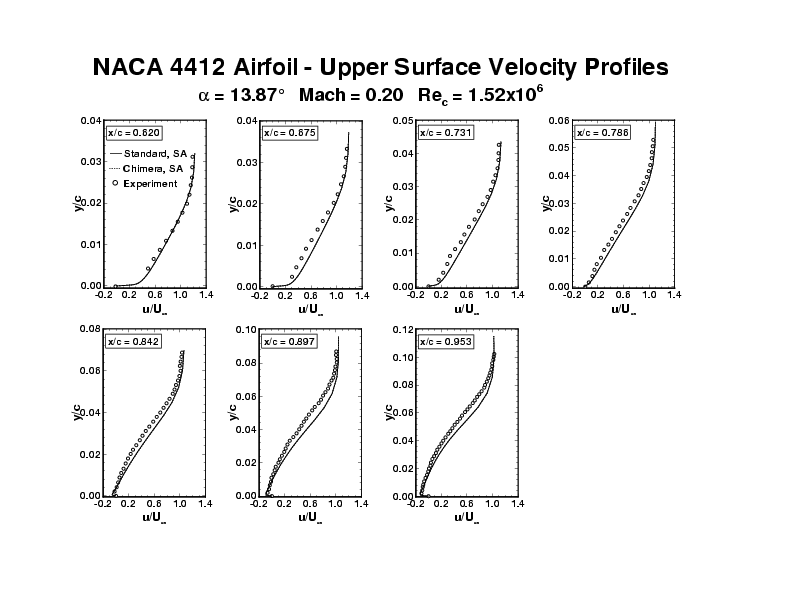 NACA 4412 Airfoil - Upper Surface Velocity Profiles
α = 13.87° Mach = 0.20 Rec = 1.52x10^6
x/c = 0.620
Standard, SA
Chimera, SA
Experiment
y/c
0.04
0.03
0.02
0.01
0.00
-0.2 0.2 0.6 1.0 1.4
u/U∞
x/c = 0.675
y/c
0.04
0.03
0.02
0.01
0.00
-0.2 0.2 0.6 1.0 1.4
u/U∞
x/c = 0.731
y/c
0.05
0.04
0.03
0.02
0.01
0.00
-0.2 0.2 0.6 1.0 1.4
u/U∞
x/c = 0.786
y/c
0.06
0.05
0.04
0.03
0.02
0.01
0.00
-0.2 0.2 0.6 1.0 1.4
u/U∞
x/c = 0.842
y/c
0.08
0.06
0.04
0.02
0.00
-0.2 0.2 0.6 1.0 1.4
u/U∞
x/c = 0.897
y/c
0.10
0.08
0.06
0.04
0.02
0.00
-0.2 0.2 0.6 1.0 1.4
u/U∞
x/c = 0.953
y/c
0.12
0.10
0.08
0.06
0.04
0.02
0.00
-0.2 0.2 0.6 1.0 1.4
u/U∞